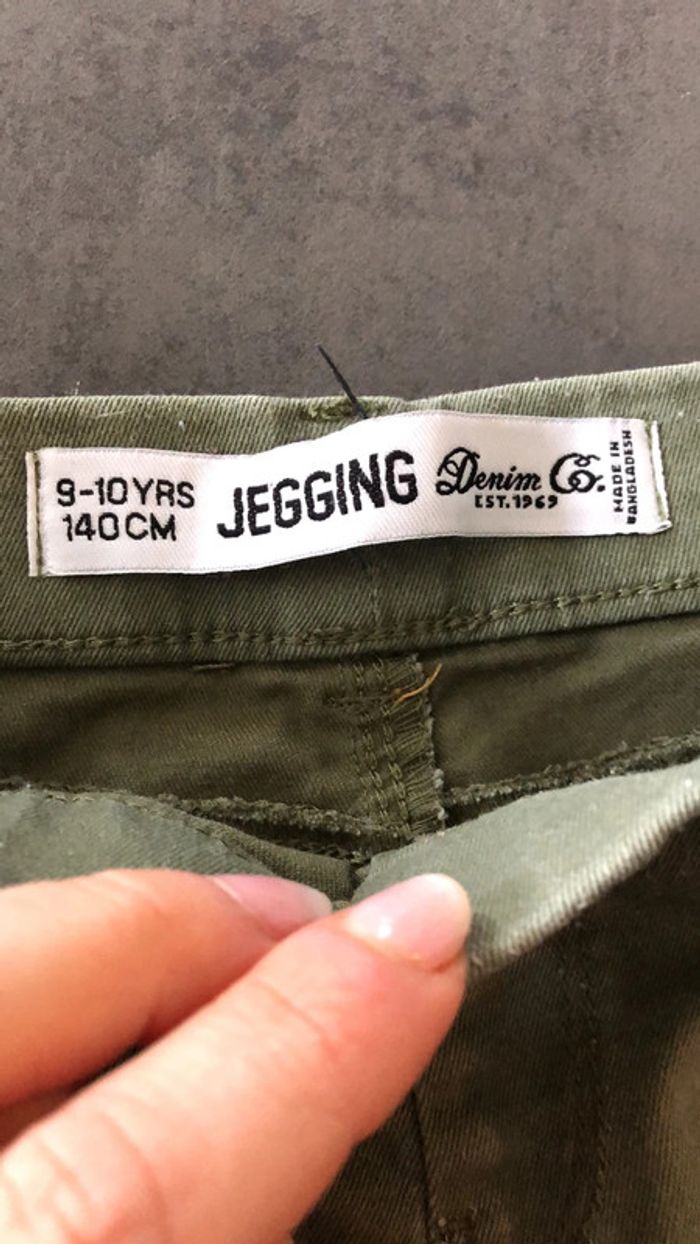 9-10YRS
140CM
JEGGING
Denim Co.
EST.1969
MADE IN
BANGLADESH